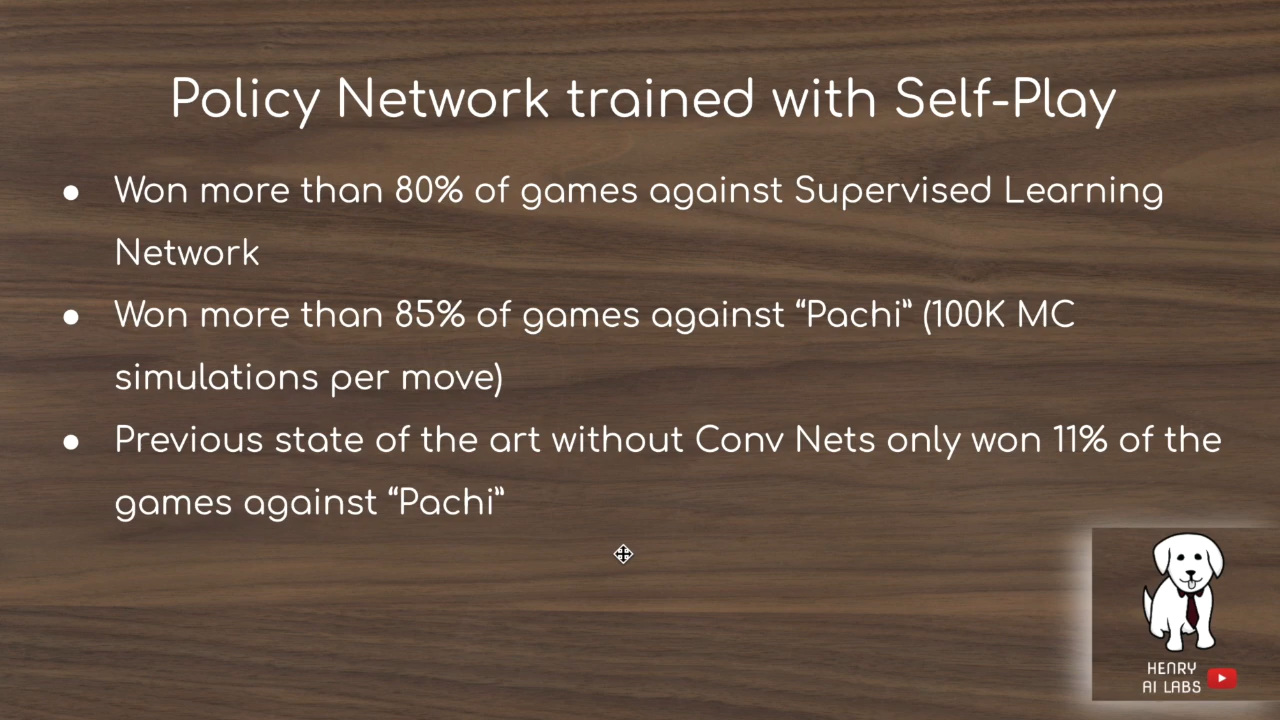 Policy Network trained with Self-Play
● Won more than 80% of games against Supervised Learning
Network
● Won more than 85% of games against “Pachi” (100K MC
simulations per move)
● Previous state of the art without Conv Nets only won 11% of the
games against “Pachi”
HENRY
AI LABS